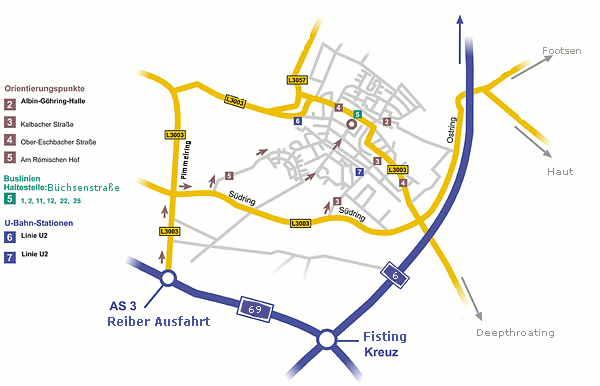 Footsen
Orientierungspunkte
2 Albin-Göhring-Halle
3 Kalbacher Straße
4 Ober-Eschbacher Straße
5 Am Römischen Hof
Buslinien
Haltestelle:Büchsenstraße
5 1, 2, 11, 12, 22, 25
U-Bahn-Stationen
6 Linie U2
7 Linie U2
L3057
L3003
4
5
2
6
L3003
Pimmelring
Ostring
3
7
L3003
4
5
Haut
Südring
3
Südring
L3003
L3003
6
AS 3
Reiber Ausfahrt
69
Fisting
Kreuz
Deepthroating